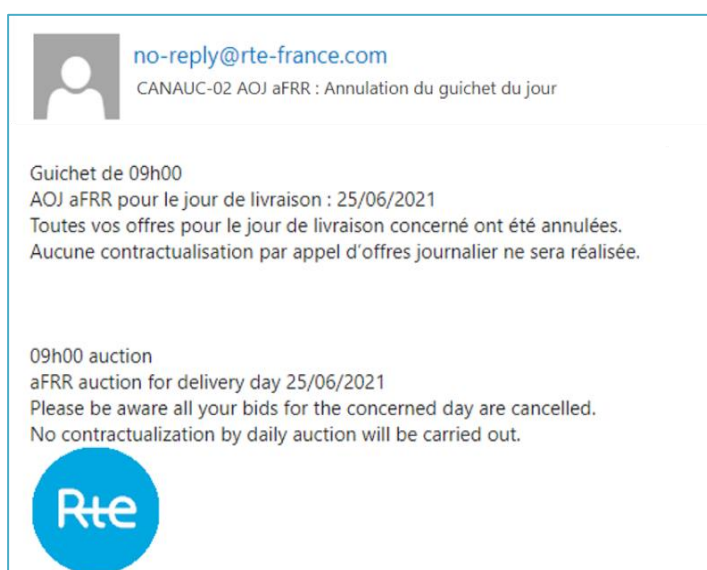 no-reply@rte-france.com
CANAUC-02 AOJ aFRR : Annulation du guichet du jour
Guichet de 09h00
AOJ aFRR pour le jour de livraison : 25/06/2021
Toutes vos offres pour le jour de livraison concerné ont été annulées.
Aucune contractualisation par appel d'offres journalier ne sera réalisée.
09h00 auction
aFRR auction for delivery day 25/06/2021
Please be aware all your bids for the concerned day are cancelled.
No contractualization by daily auction will be carried out.
Rte